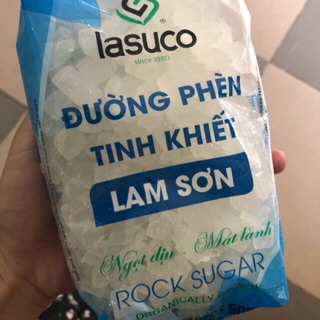 lasuco
since 1980
ĐƯỜNG PHÈN
TINH KHIẾT
LAM SƠN
Ngọt dịu - Mát lành
ROCK SUGAR
ORGANICALLY GROWN